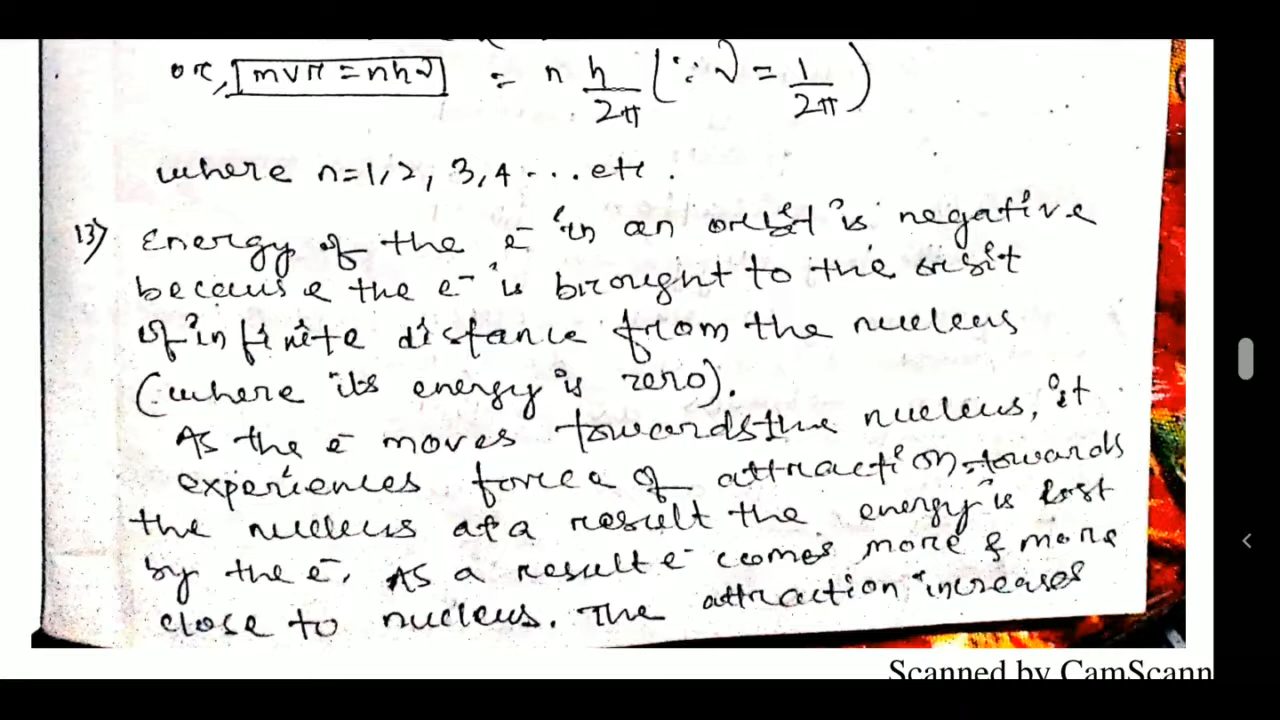 or, mvr = nhν = n h/2π (∵ ν = 1/2π)
where n=1,2, 3,4 ... etc.
13) Energy of the e⁻ in an orbit is negative
because the e⁻ is brought to the orbit
of infinite distance from the nucleus
(where its energy is zero).
As the e⁻ moves towards the nucleus, it
experiences force of attraction towards
the nucleus as a result the energy is lost
by the e⁻. As a result e⁻ comes more & more
close to nucleus. The attraction increases
Scanned by CamScann